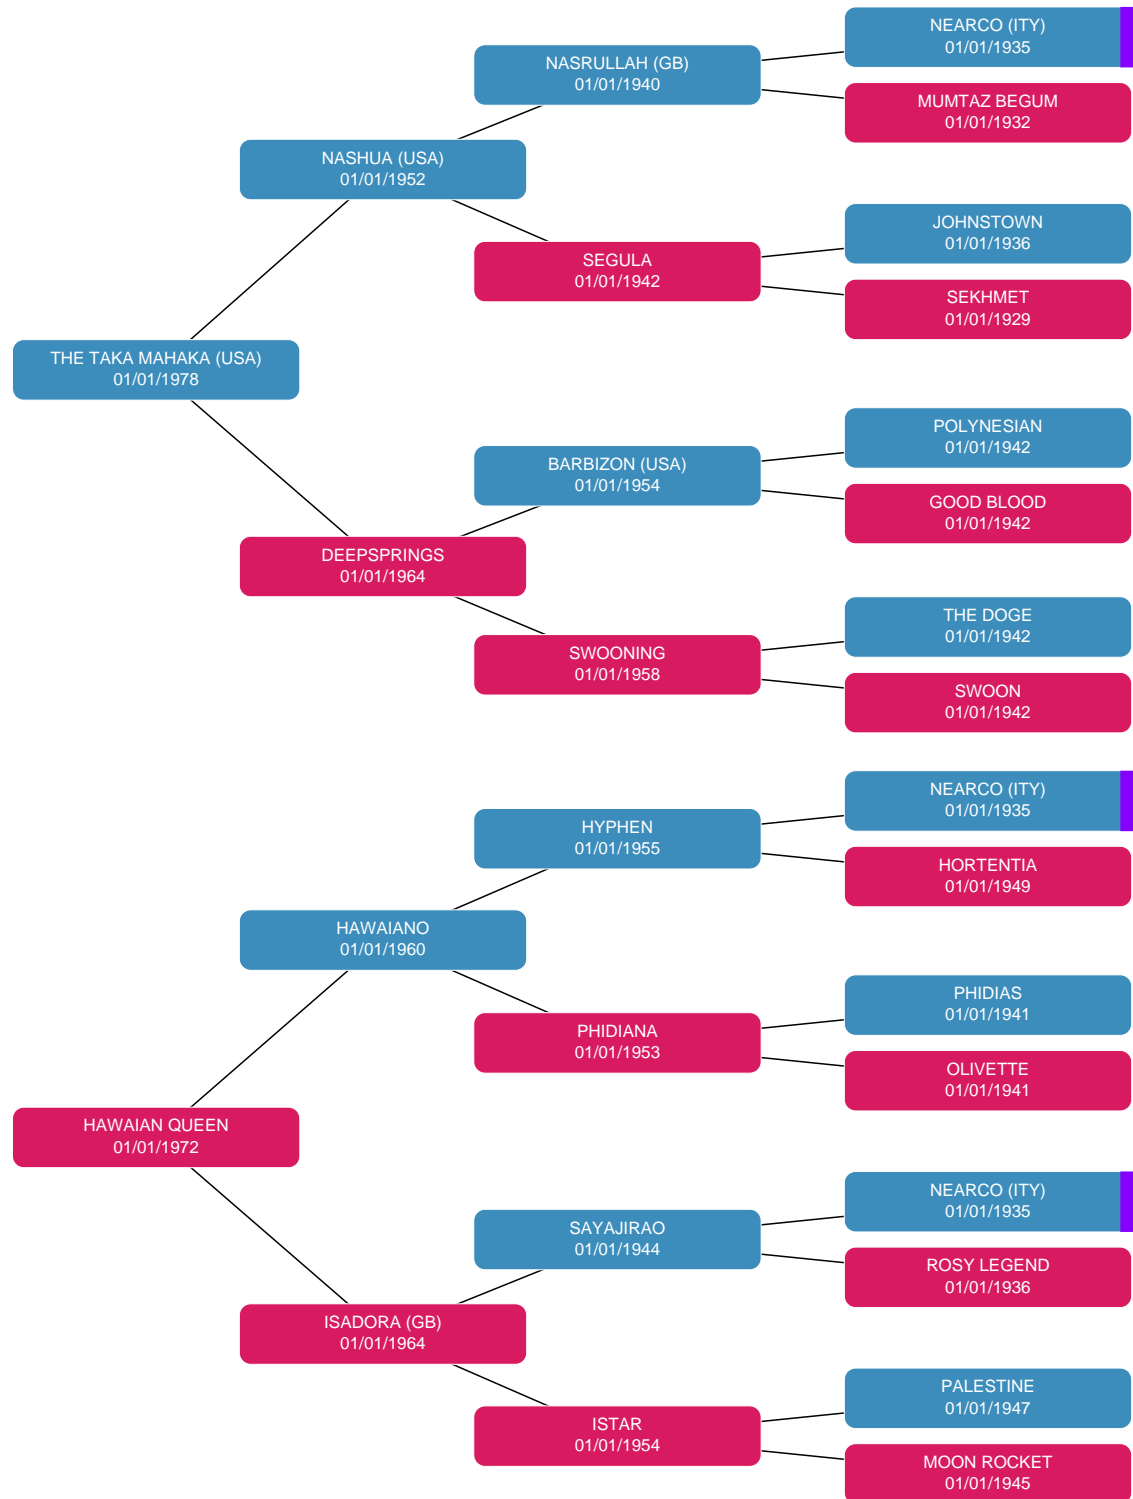 NEARCO (ITY)
01/01/1935
NASRULLAH (GB)
01/01/1940
MUMTAZ BEGUM
01/01/1932
NASHUA (USA)
01/01/1952
JOHNSTOWN
01/01/1936
SEGULA
01/01/1942
SEKHMET
01/01/1929
THE TAKA MAHAKA (USA)
01/01/1978
POLYNESIAN
01/01/1942
BARBIZON (USA)
01/01/1954
GOOD BLOOD
01/01/1942
DEEPSPRINGS
01/01/1964
THE DOGE
01/01/1942
SWOONING
01/01/1958
SWOON
01/01/1942
NEARCO (ITY)
01/01/1935
HYPHEN
01/01/1955
HORTENTIA
01/01/1949
HAWAIANO
01/01/1960
PHIDIAS
01/01/1941
PHIDIANA
01/01/1953
OLIVETTE
01/01/1941
HAWAIAN QUEEN
01/01/1972
NEARCO (ITY)
01/01/1935
SAYAJIRAO
01/01/1944
ROSY LEGEND
01/01/1936
ISADORA (GB)
01/01/1964
PALESTINE
01/01/1947
ISTAR
01/01/1954
MOON ROCKET
01/01/1945